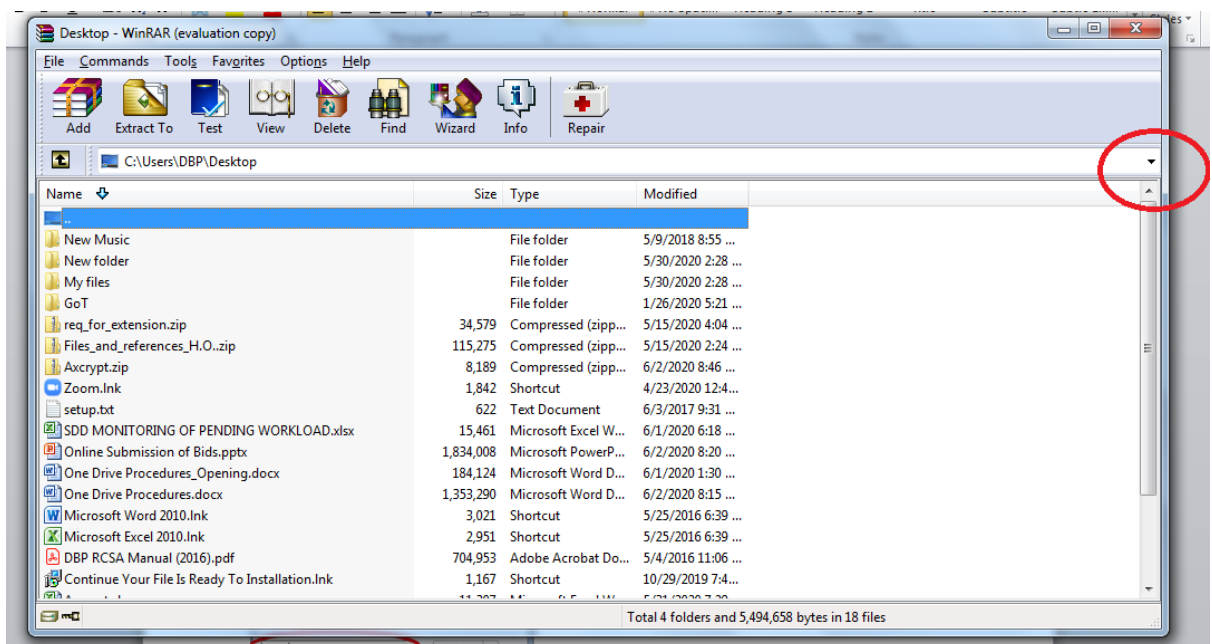 Desktop - WinRAR (evaluation copy)
File Commands Tools Favorites Options Help
Add Extract To Test View Delete Find Wizard Info Repair
C:\Users\DBP\Desktop
Name Size Type Modified
..
New Music File folder 5/9/2018 8:55 ...
New folder File folder 5/30/2020 2:28 ...
My files File folder 5/30/2020 2:28 ...
GoT File folder 1/26/2020 5:21 ...
req_for_extension.zip 34,579 Compressed (zipp... 5/15/2020 4:04 ...
Files_and_references_H.O..zip 115,275 Compressed (zipp... 5/15/2020 2:24 ...
Axcrypt.zip 8,189 Compressed (zipp... 6/2/2020 8:46 ...
Zoom.lnk 1,842 Shortcut 4/23/2020 12:4...
setup.txt 622 Text Document 6/3/2017 9:31 ...
SDD MONITORING OF PENDING WORKLOAD.xlsx 15,461 Microsoft Excel W... 6/1/2020 6:18 ...
Online Submission of Bids.pptx 1,834,008 Microsoft PowerP... 6/2/2020 8:20 ...
One Drive Procedures_Opening.docx 184,124 Microsoft Word D... 6/1/2020 1:30 ...
One Drive Procedures.docx 1,353,290 Microsoft Word D... 6/2/2020 8:15 ...
Microsoft Word 2010.lnk 3,021 Shortcut 5/25/2016 6:39 ...
Microsoft Excel 2010.lnk 2,951 Shortcut 5/25/2016 6:39 ...
DBP RCSA Manual (2016).pdf 704,953 Adobe Acrobat Do... 5/4/2016 11:06 ...
Continue Your File Is Ready To Installation.lnk 1,167 Shortcut 10/29/2019 7:4...
Total 4 folders and 5,494,658 bytes in 18 files